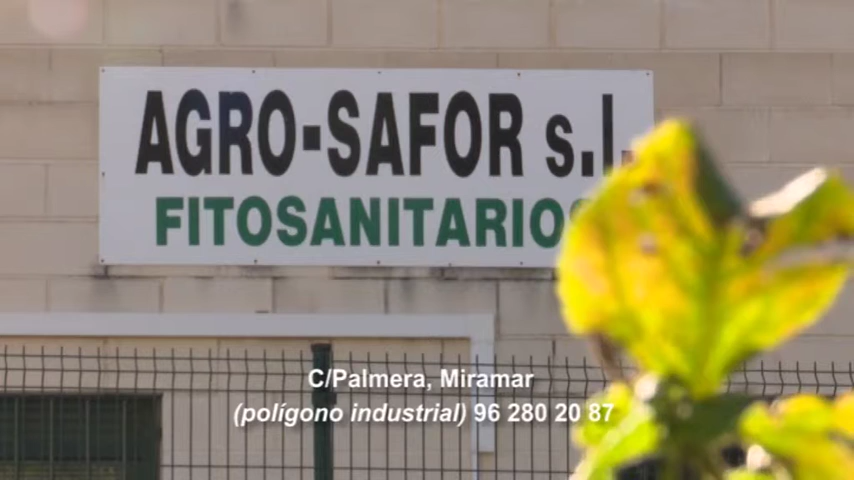 AGRO-SAFOR s.l.
FITOSANITARIOS
C/Palmera, Miramar
(polígono industrial) 96 280 20 87